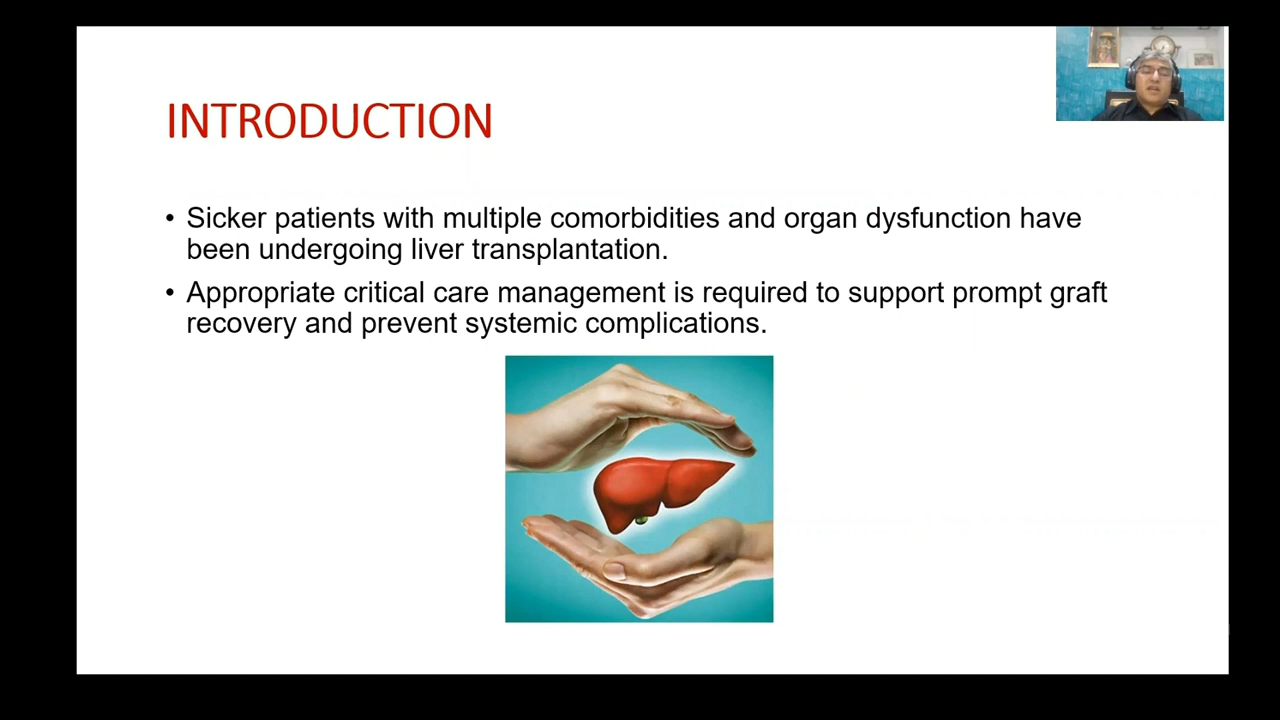 INTRODUCTION
• Sicker patients with multiple comorbidities and organ dysfunction have
been undergoing liver transplantation.
• Appropriate critical care management is required to support prompt graft
recovery and prevent systemic complications.